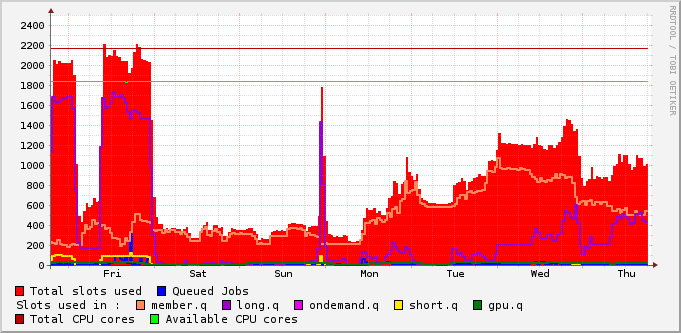 RRDTOOL / TOBI OETIKER
2400
2200
2000
1800
1600
1400
1200
1000
800
600
400
200
0
Fri Sat Sun Mon Tue Wed Thu
Total slots used Queued Jobs
Slots used in : member.q long.q ondemand.q short.q gpu.q
Total CPU cores Available CPU cores